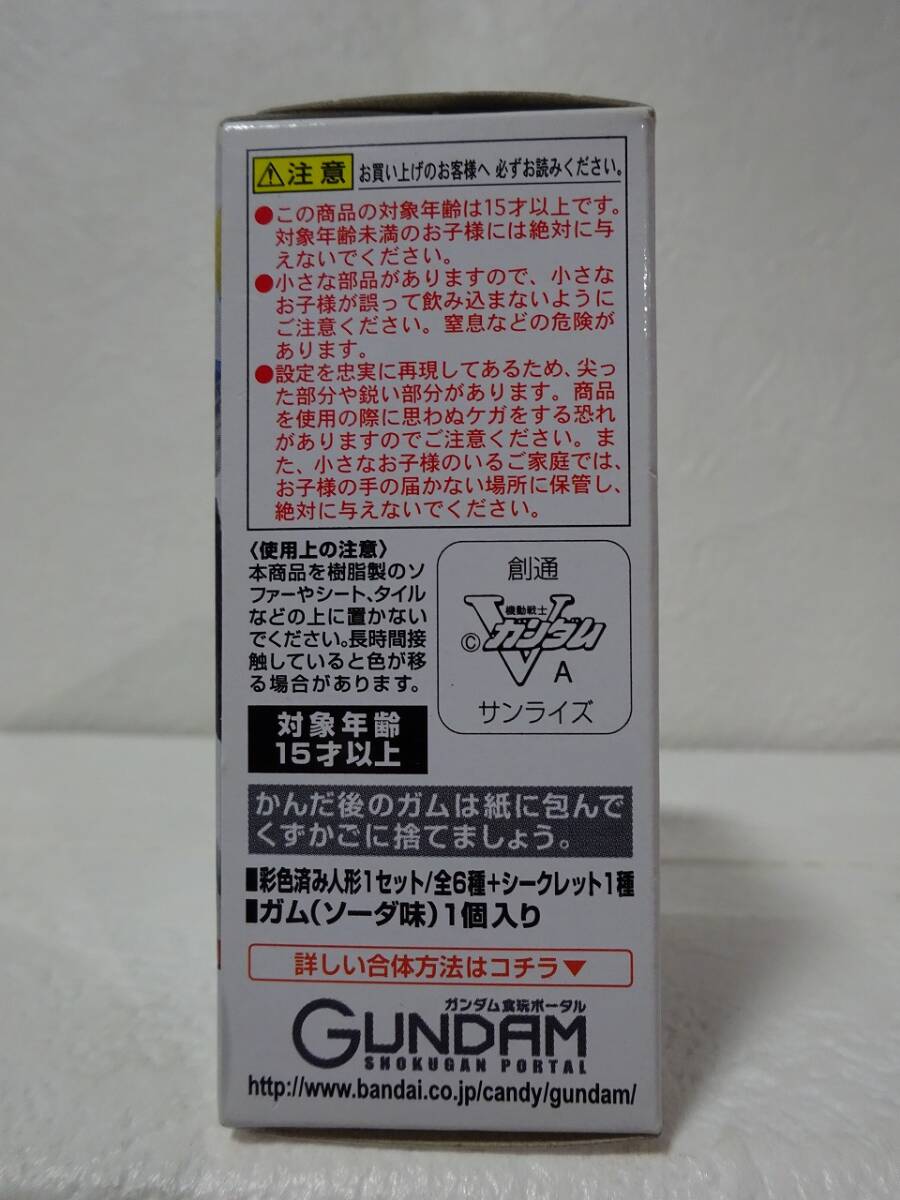 注意 お買い上げのお客様へ 必ずお読みください。
●この商品の対象年齢は15才以上です。
対象年齢未満のお子様には絶対に与
えないでください。
●小さな部品がありますので、小さな
お子様が誤って飲み込まないように
ご注意ください。窒息などの危険が
あります。
●設定を忠実に再現してあるため、尖っ
た部分や鋭い部分があります。商品
を使用の際に思わぬケガをする恐れ
がありますのでご注意ください。ま
た、小さなお子様のいるご家庭では、
お子様の手の届かない場所に保管し、
絶対に与えないでください。
〈使用上の注意〉
本商品を樹脂製のソ
ファーやシート、タイル
などの上に置かない
でください。長時間接
触していると色が移
る場合があります。
対象年齢
15才以上
創通
機動戦士
© Vガンダム
A
サンライズ
かんだ後のガムは紙に包んで
くずかごに捨てましょう。
■彩色済み人形1セット/全6種+シークレット1種
■ガム(ソーダ味)1個入り
詳しい合体方法はコチラ▼
ガンダム食玩ポータル
GUNDAM
SHOKUGAN PORTAL
http://www.bandai.co.jp/candy/gundam/